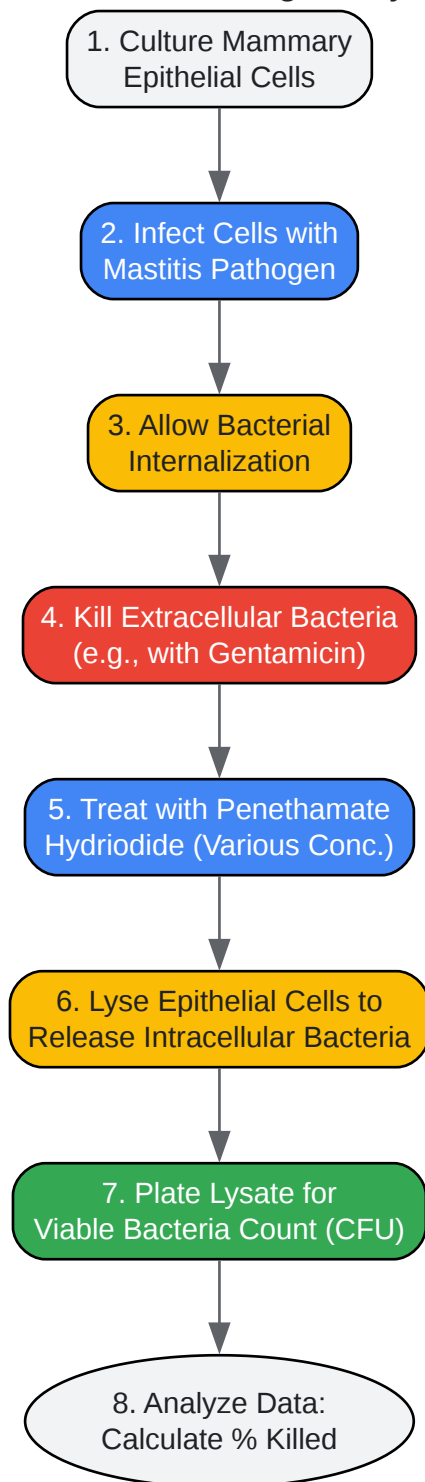 1. Culture Mammary
Epithelial Cells
2. Infect Cells with
Mastitis Pathogen
3. Allow Bacterial
Internalization
4. Kill Extracellular Bacteria
(e.g., with Gentamicin)
5. Treat with Penethamate
Hydriodide (Various Conc.)
6. Lyse Epithelial Cells to
Release Intracellular Bacteria
7. Plate Lysate for
Viable Bacteria Count (CFU)
8. Analyze Data:
Calculate % Killed